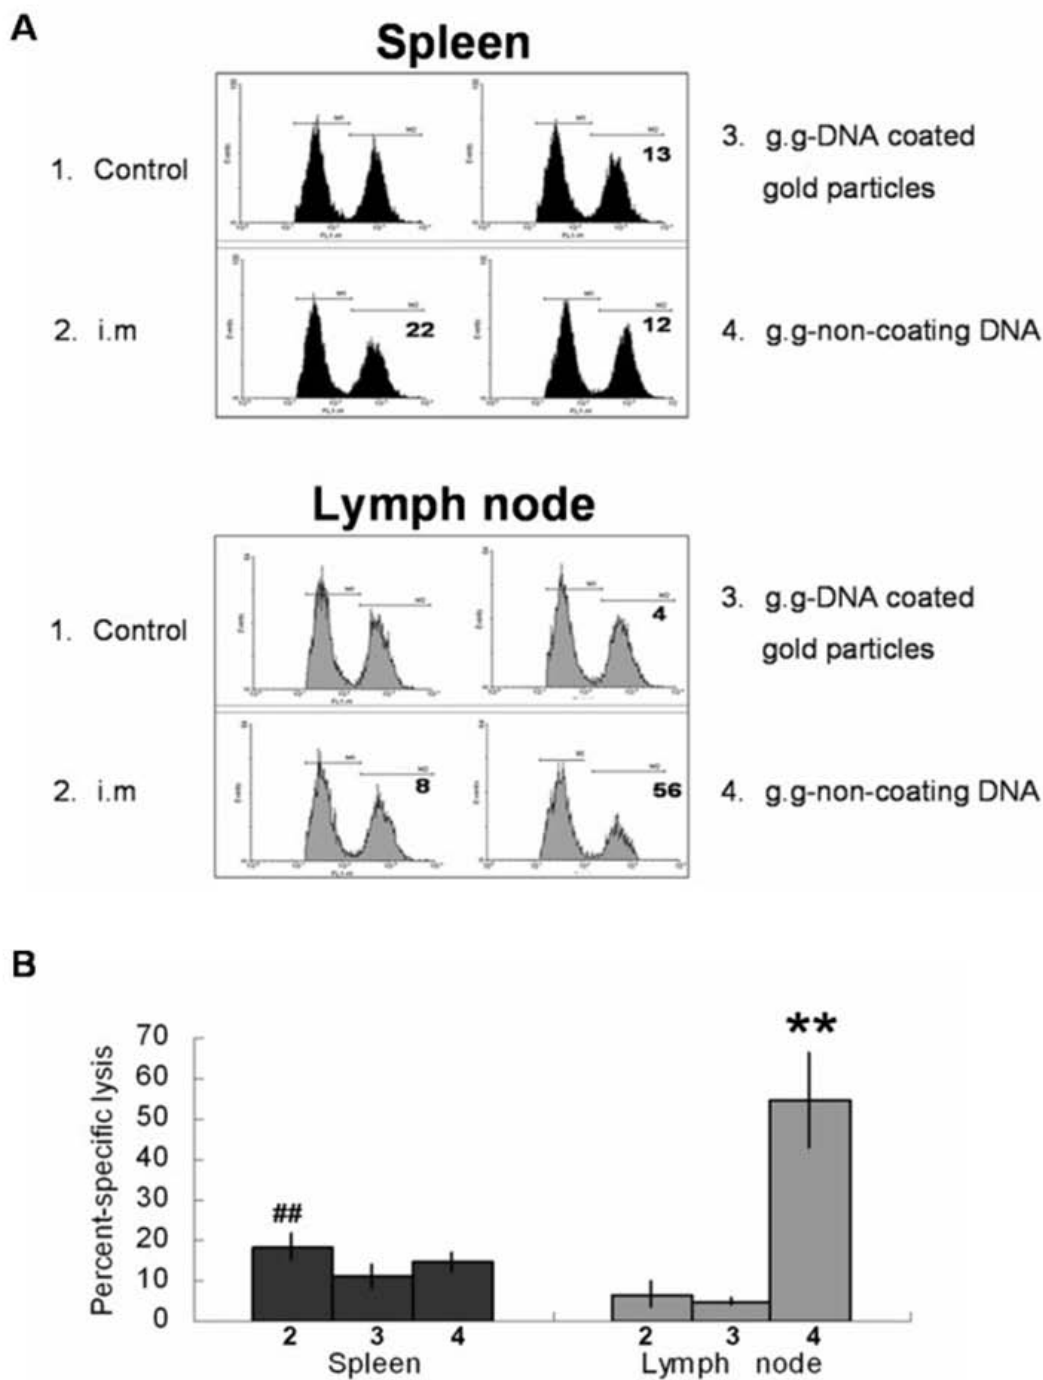 A
Spleen
1. Control
13
3. g.g-DNA coated
gold particles
2. i.m
22
12
4. g.g-non-coating DNA
Lymph node
1. Control
4
3. g.g-DNA coated
gold particles
2. i.m
8
56
4. g.g-non-coating DNA
B
Percent-specific lysis
70
60
50
40
30
20
10
0
##
**
2 3 4 2 3 4
Spleen Lymph node